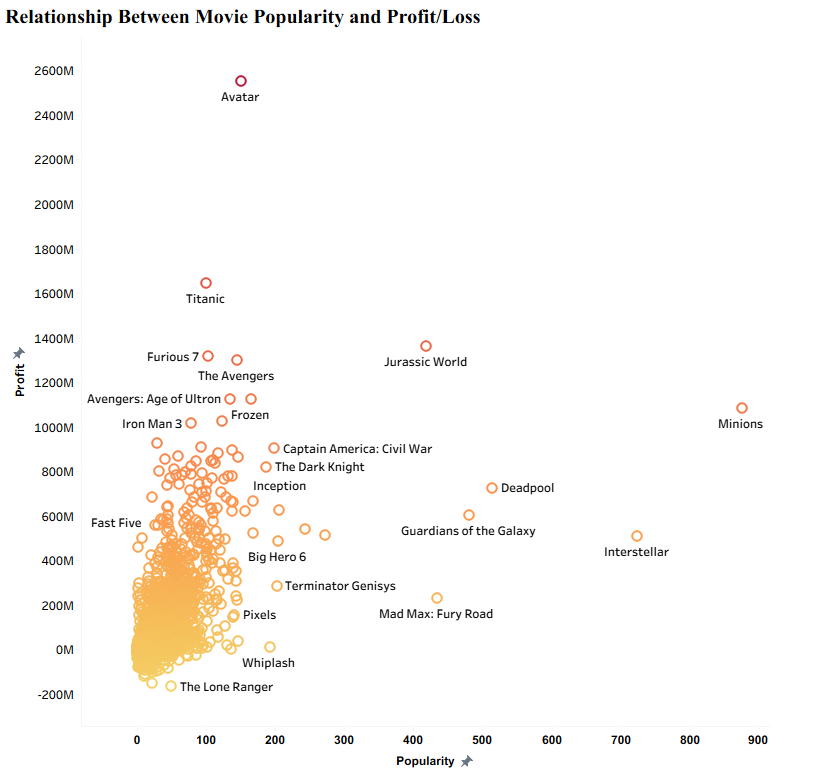 Relationship Between Movie Popularity and Profit/Loss
2600M
Avatar
2400M
2200M
2000M
1800M
1600M
Titanic
1400M
Furious 7
The Avengers
Jurassic World
1200M
Avengers: Age of Ultron
Frozen
Iron Man 3
Minions
1000M
Captain America: Civil War
The Dark Knight
800M
Inception
Deadpool
600M
Fast Five
Guardians of the Galaxy
Interstellar
Big Hero 6
400M
Terminator Genisys
200M
Pixels
Mad Max: Fury Road
0M
Whiplash
The Lone Ranger
-200M
Profit
0 100 200 300 400 500 600 700 800 900
Popularity